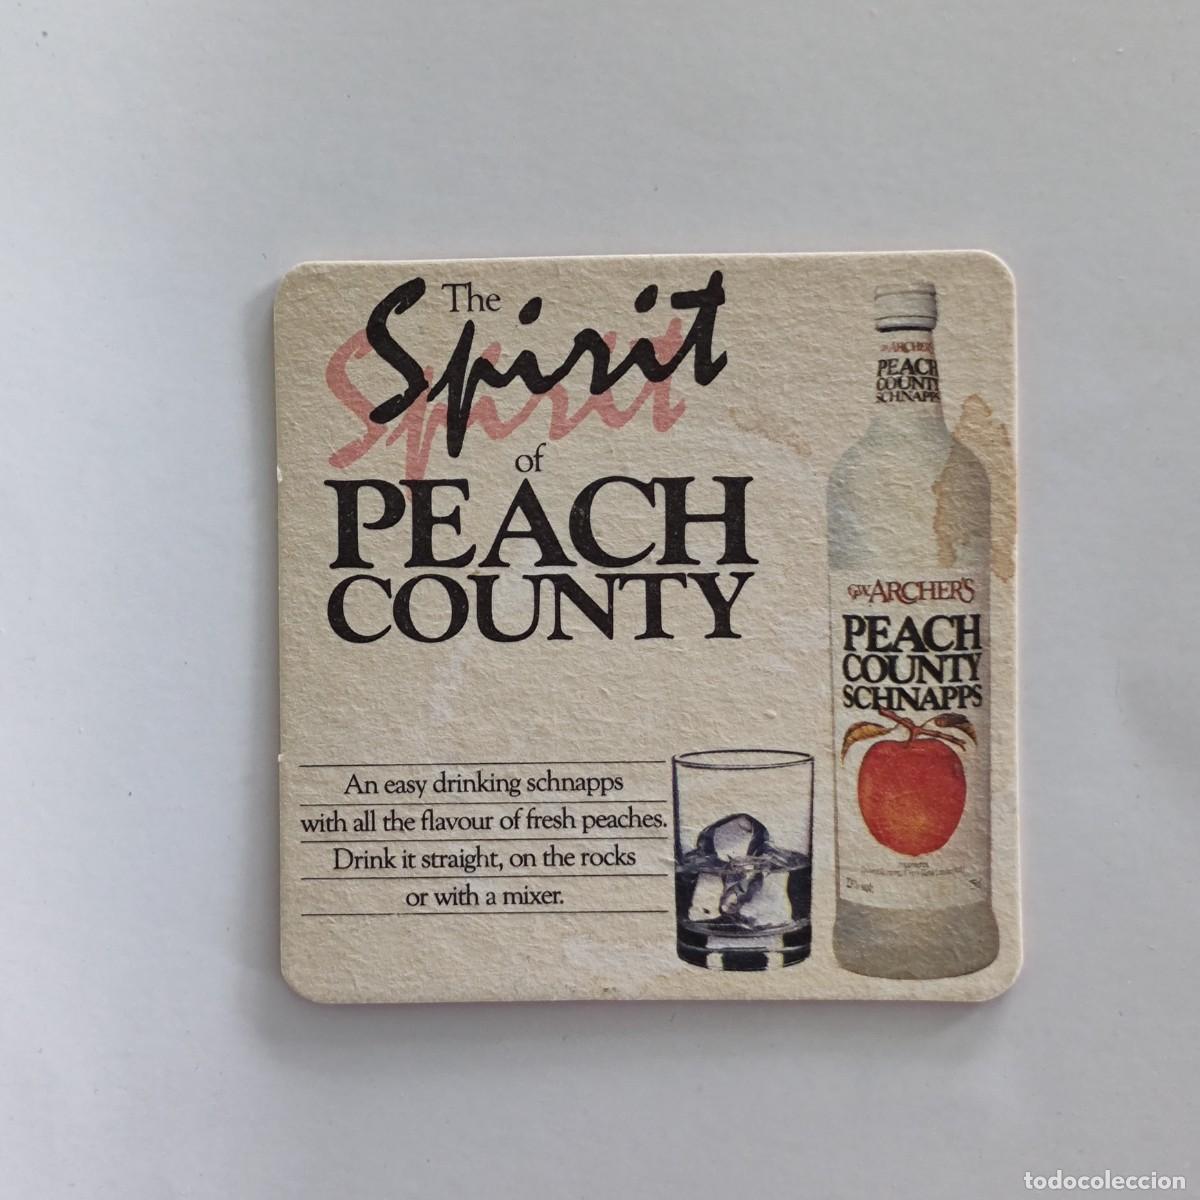 The
Spirit
of
PEACH
COUNTY
An easy drinking schnapps
with all the flavour of fresh peaches.
Drink it straight, on the rocks
or with a mixer.
ARCHER'S
PEACH
COUNTY
SCHNAPPS
G.W. ARCHER'S
PEACH
COUNTY
SCHNAPPS
todocoleccion